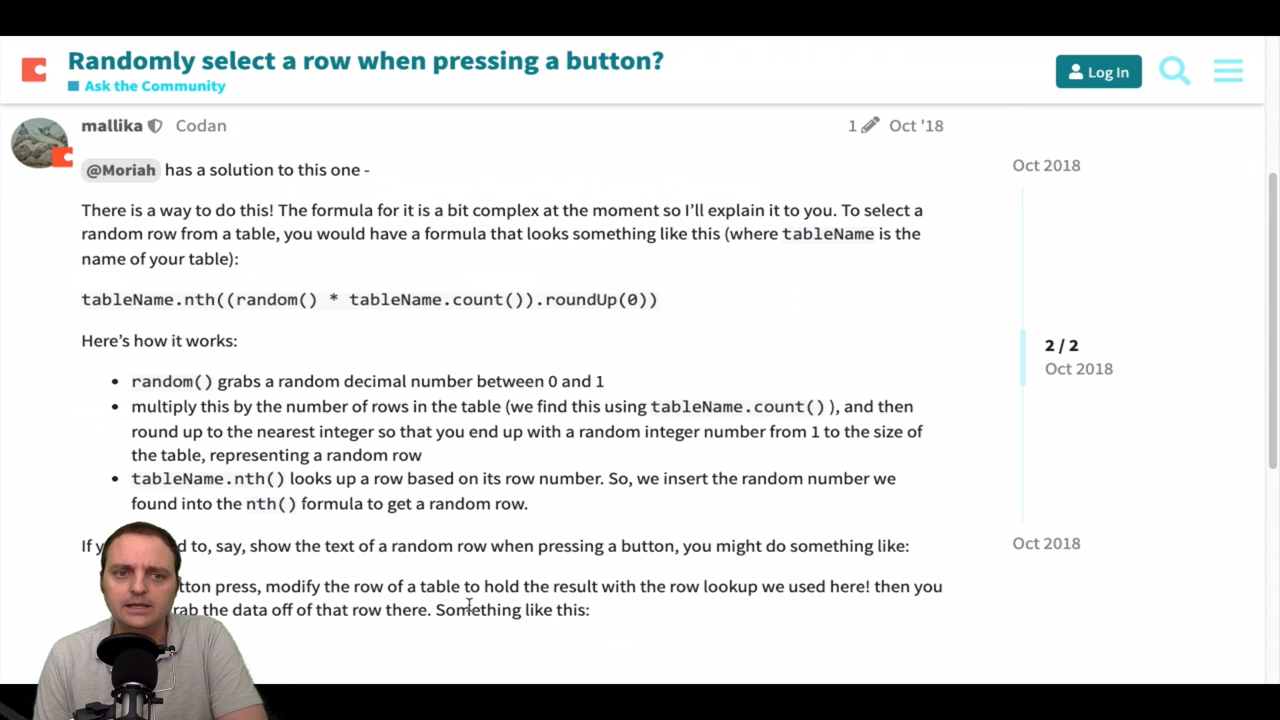 Randomly select a row when pressing a button?
Ask the Community
Log In
mallika Codan
1 Oct '18
@Moriah has a solution to this one -
There is a way to do this! The formula for it is a bit complex at the moment so I'll explain it to you. To select a
random row from a table, you would have a formula that looks something like this (where tableName is the
name of your table):
tableName.nth((random() * tableName.count()).roundUp(0))
Here's how it works:
• random() grabs a random decimal number between 0 and 1
• multiply this by the number of rows in the table (we find this using tableName.count() ), and then
round up to the nearest integer so that you end up with a random integer number from 1 to the size of
the table, representing a random row
• tableName.nth() looks up a row based on its row number. So, we insert the random number we
found into the nth() formula to get a random row.
If to, say, show the text of a random row when pressing a button, you might do something like:
press, modify the row of a table to hold the result with the row lookup we used here! then you
the data off of that row there. Something like this:
Oct 2018
2 / 2
Oct 2018
Oct 2018